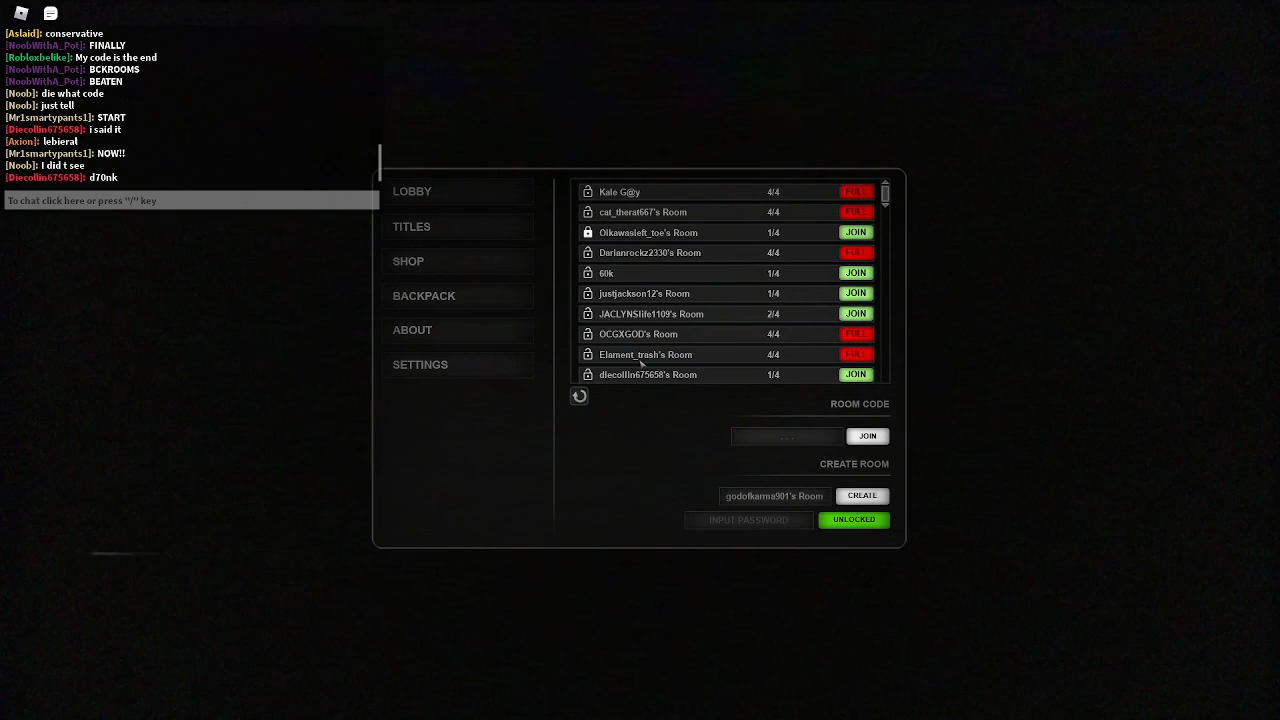 [Aslaid]: conservative
[NoobWithA_Pot]: FINALLY
[Robloxbelike]: My code is the end
[NoobWithA_Pot]: BCKROOMS
[NoobWithA_Pot]: BEATEN
[Noob]: die what code
[Noob]: just tell
[Mr1smartypants1]: START
[Diecollin675658]: i said it
[Axion]: lebieral
[Mr1smartypants1]: NOW!!
[Noob]: I did t see
[Diecollin675658]: d70nk
To chat click here or press "/" key
LOBBY
TITLES
SHOP
BACKPACK
ABOUT
SETTINGS
Kale G@y 4/4 FULL
cat_therat667's Room 4/4 FULL
Oikawasleft_toe's Room 1/4 JOIN
Darianrockz2330's Room 4/4 FULL
60k 1/4 JOIN
justjackson12's Room 1/4 JOIN
JACLYNSlife1109's Room 2/4 JOIN
OCGXGOD's Room 4/4 FULL
Elament_trash's Room 4/4 FULL
diecollin675658's Room 1/4 JOIN
ROOM CODE
... JOIN
CREATE ROOM
godofkarma901's Room CREATE
INPUT PASSWORD UNLOCKED